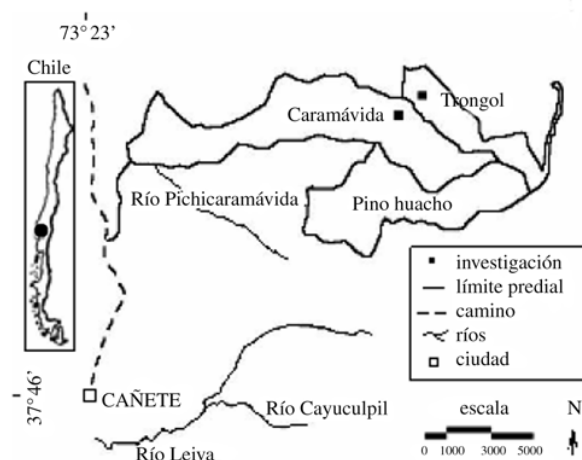 73° 23'
Chile
Trongol
Caramávida
Río Pichicaramávida
Pino huacho
investigación
límite predial
camino
ríos
ciudad
37° 46'
CAÑETE
Río Cayuculpil
Río Leiva
escala
N
0 1000 3000 5000